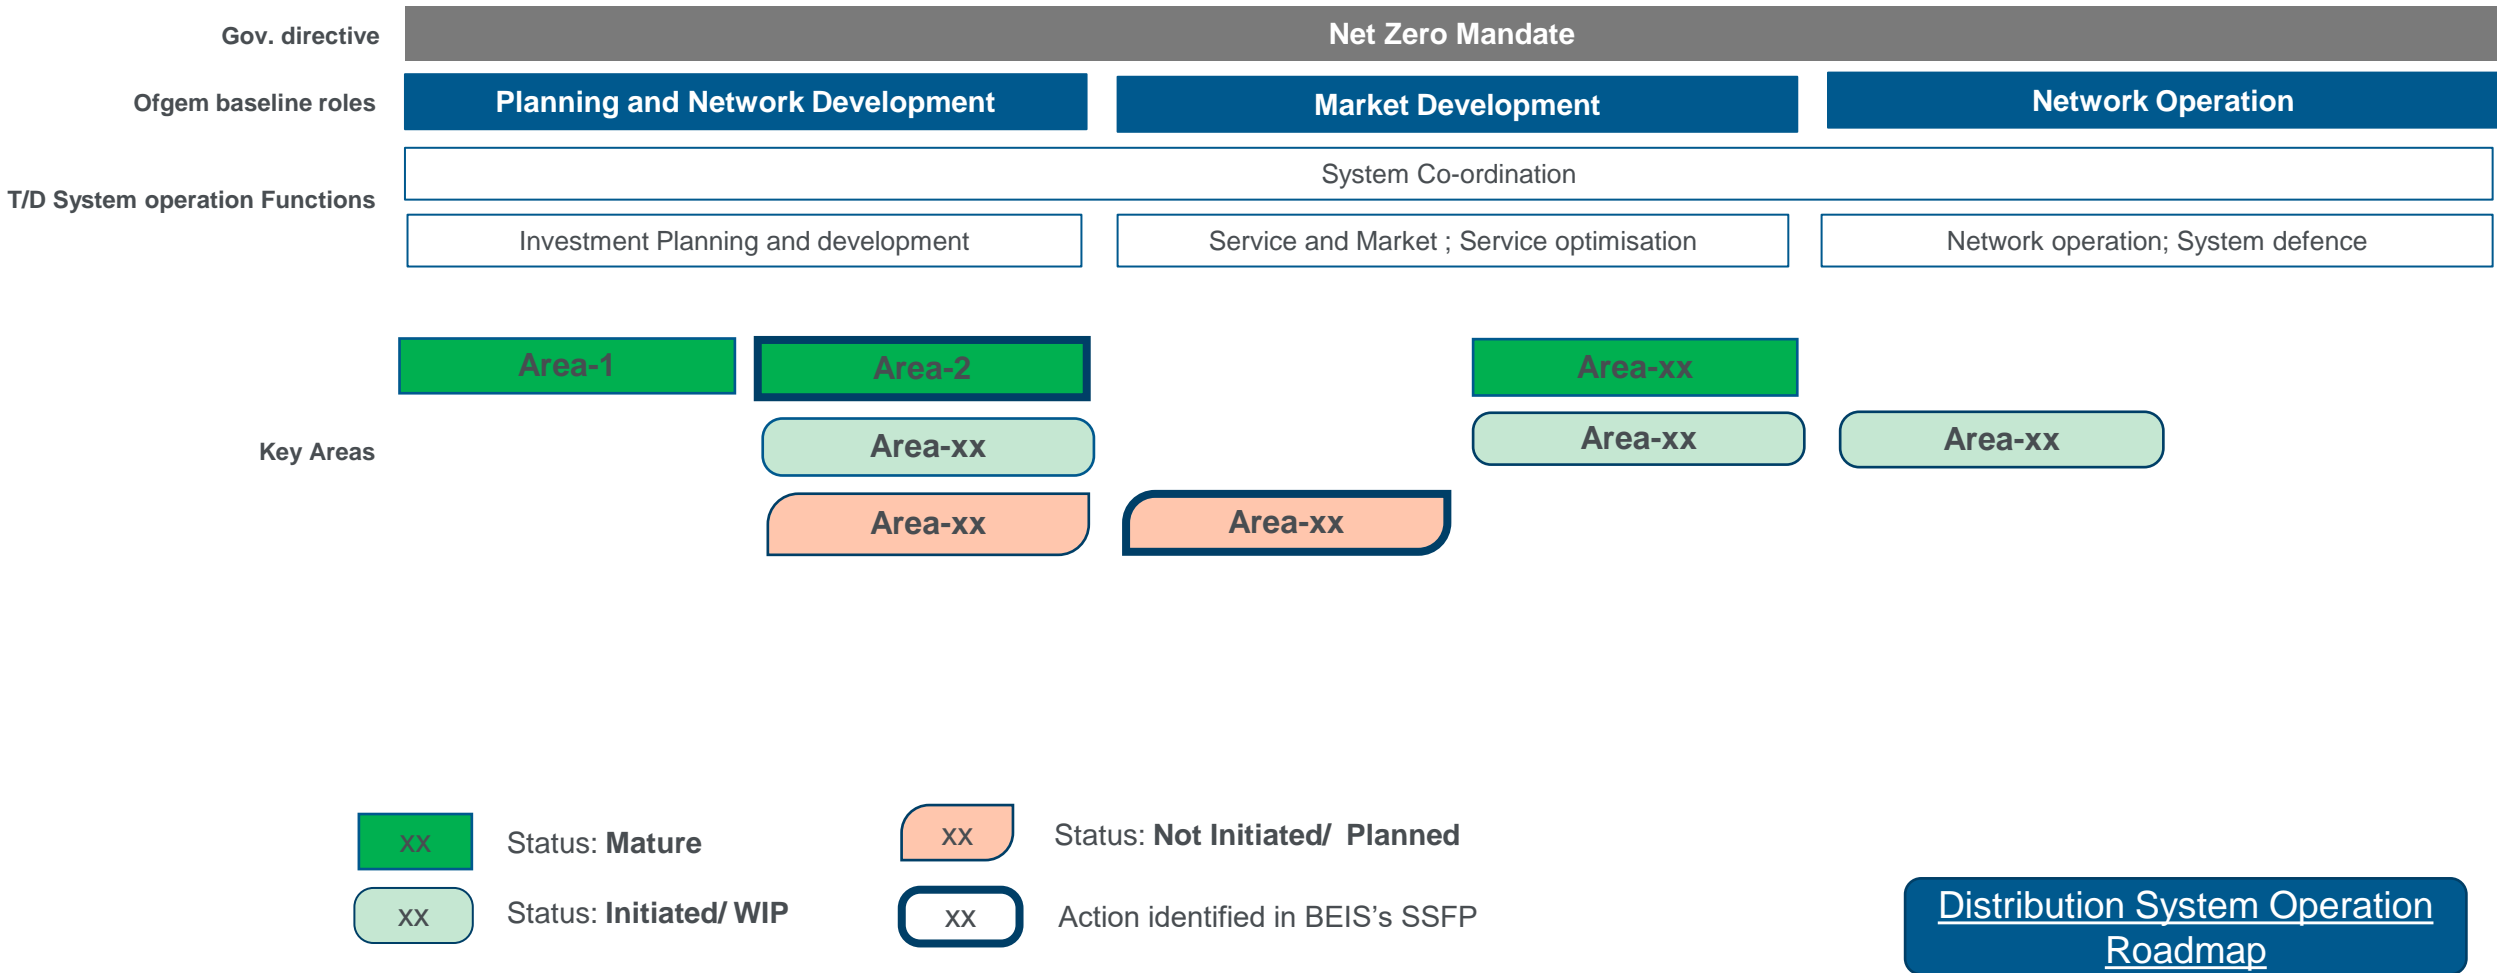 Gov. directive
Net Zero Mandate
Ofgem baseline roles
Planning and Network Development
Market Development
Network Operation
T/D System operation Functions
System Co-ordination
Investment Planning and development
Service and Market ; Service optimisation
Network operation; System defence
Key Areas
Area-1
Area-2
Area-xx
Area-xx
Area-xx
Area-xx
Area-xx
Area-xx
xx
Status: Mature
xx
Status: Not Initiated/ Planned
xx
Status: Initiated/ WIP
xx
Action identified in BEIS’s SSFP
Distribution System Operation
Roadmap